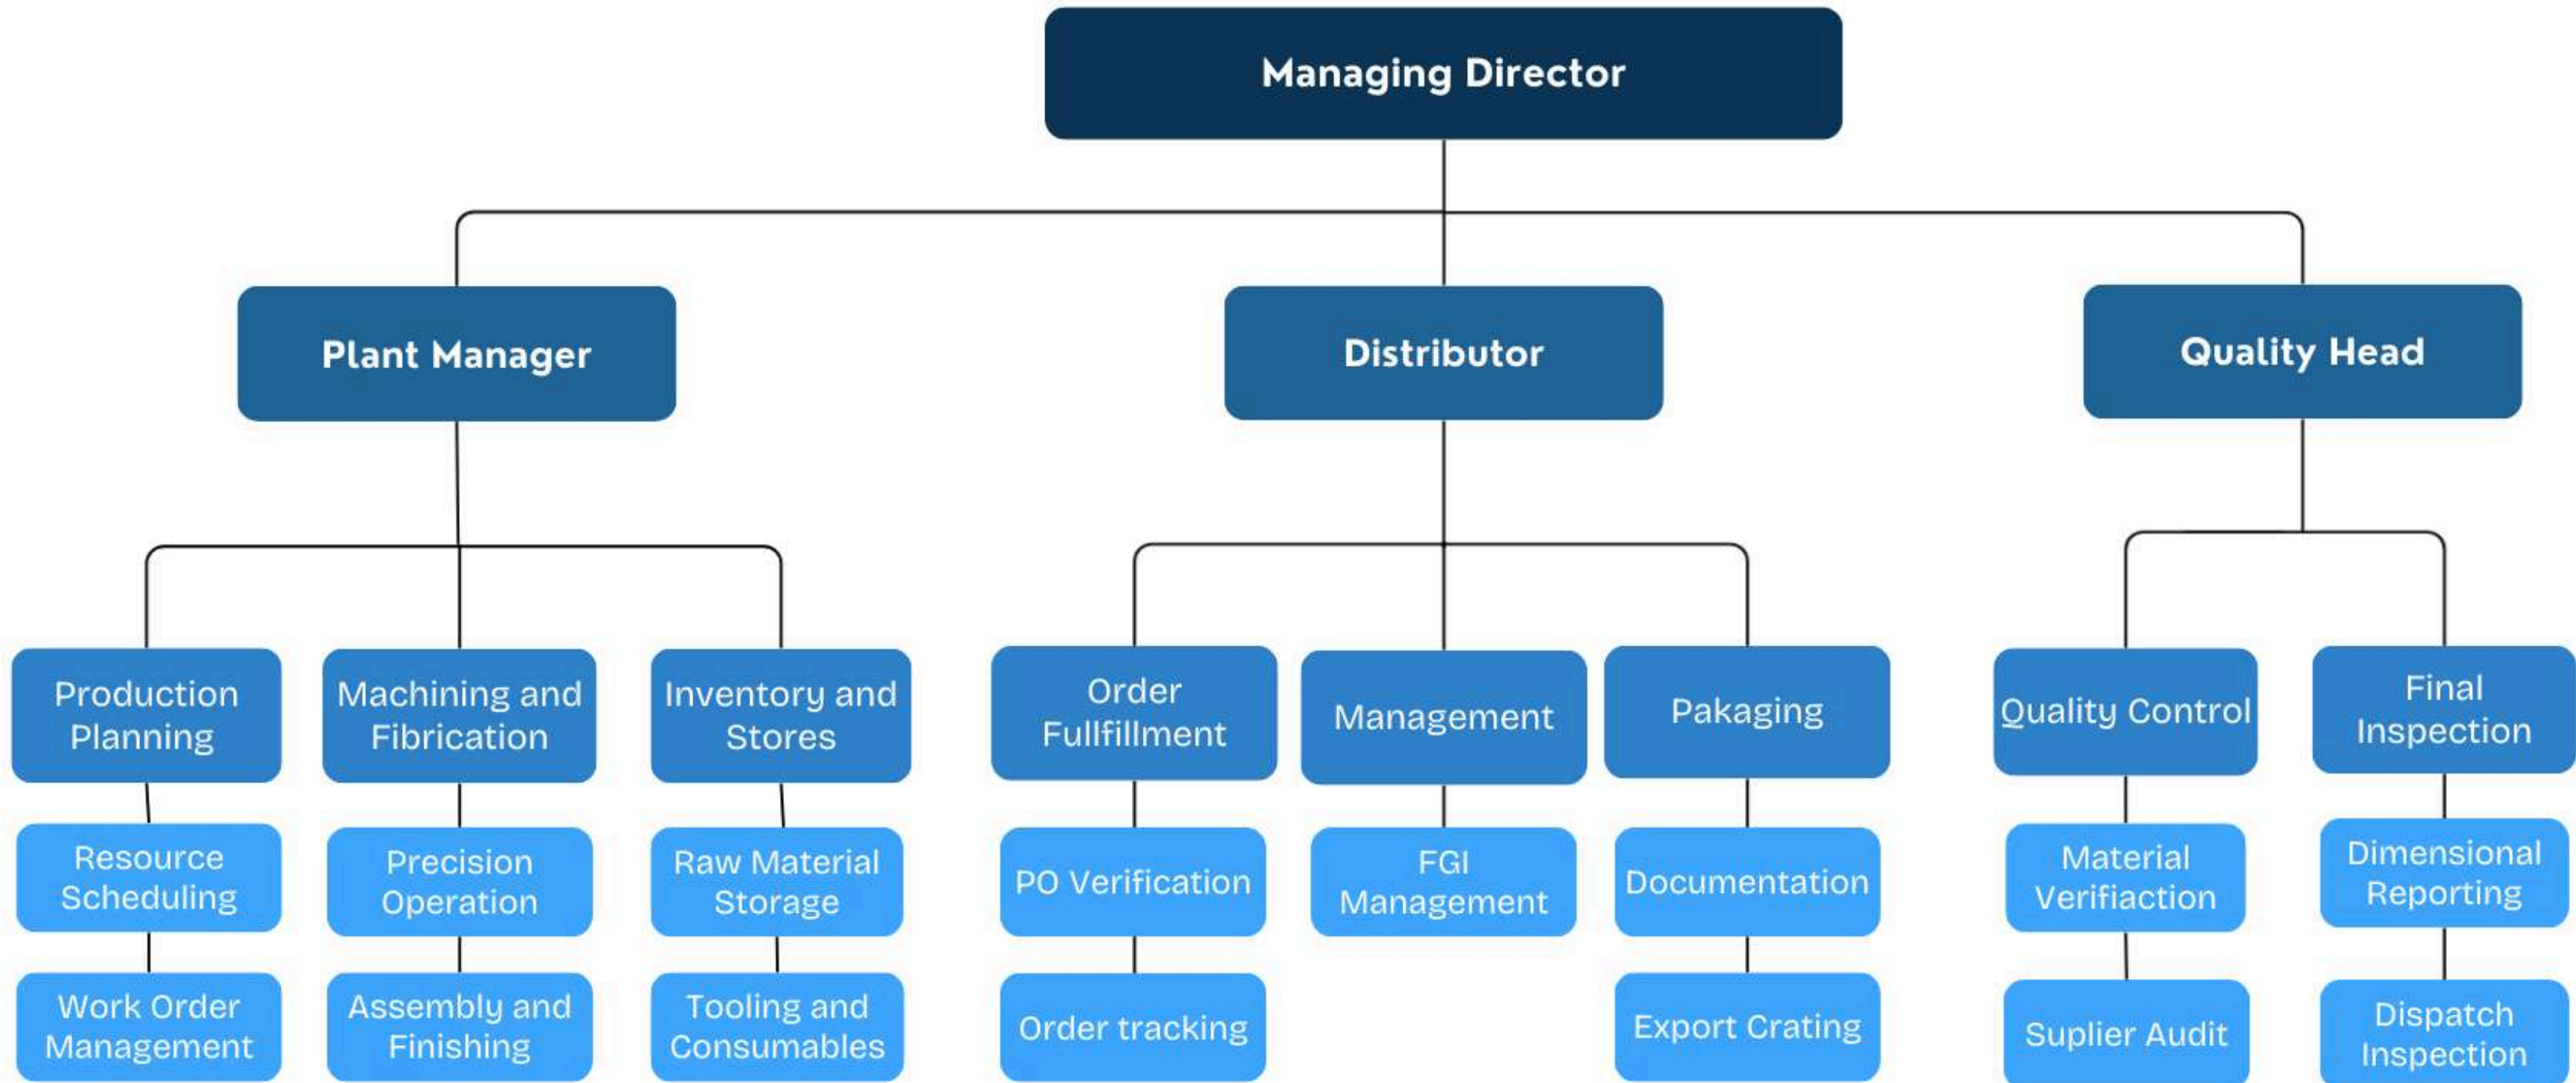 Managing Director
Plant Manager
Distributor
Quality Head
Production
Planning
Machining and
Fibrication
Inventory and
Stores
Order
Fullfillment
Management
Pakaging
Quality Control
Final
Inspection
Resource
Scheduling
Precision
Operation
Raw Material
Storage
PO Verification
FGI
Management
Documentation
Material
Verifiaction
Dimensional
Reporting
Work Order
Management
Assembly and
Finishing
Tooling and
Consumables
Order tracking
Export Crating
Suplier Audit
Dispatch
Inspection